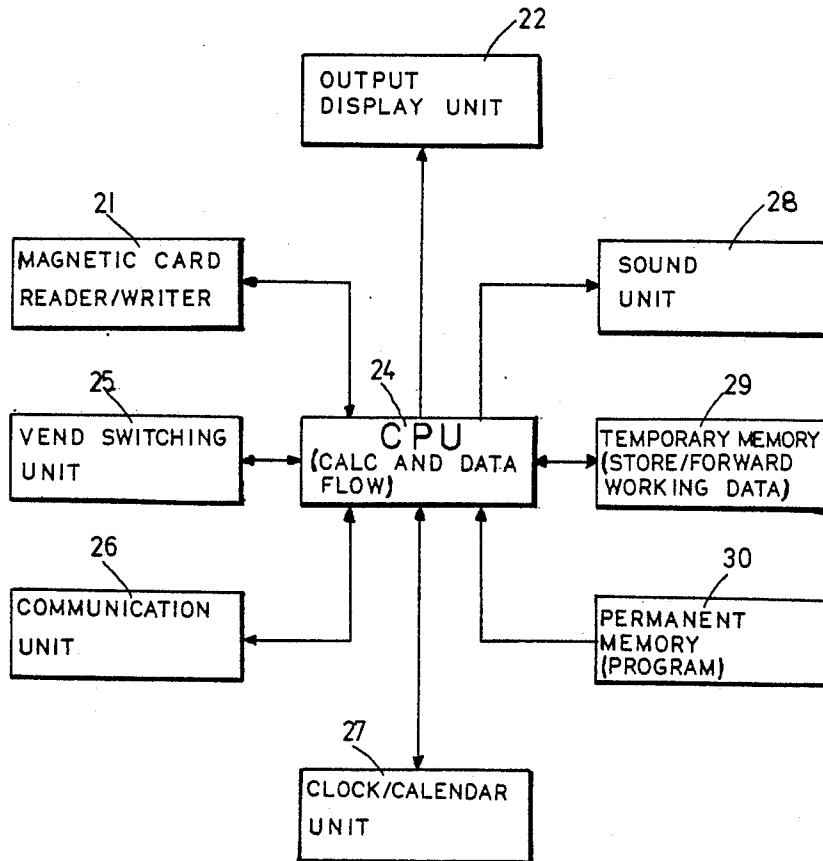 22
OUTPUT
DISPLAY UNIT
21
MAGNETIC CARD
READER/WRITER
28
SOUND
UNIT
25
VEND SWITCHING
UNIT
24
CPU
(CALC AND DATA
FLOW)
29
TEMPORARY MEMORY
(STORE/FORWARD
WORKING DATA)
26
COMMUNICATION
UNIT
30
PERMANENT
MEMORY
(PROGRAM)
27
CLOCK/CALENDAR
UNIT